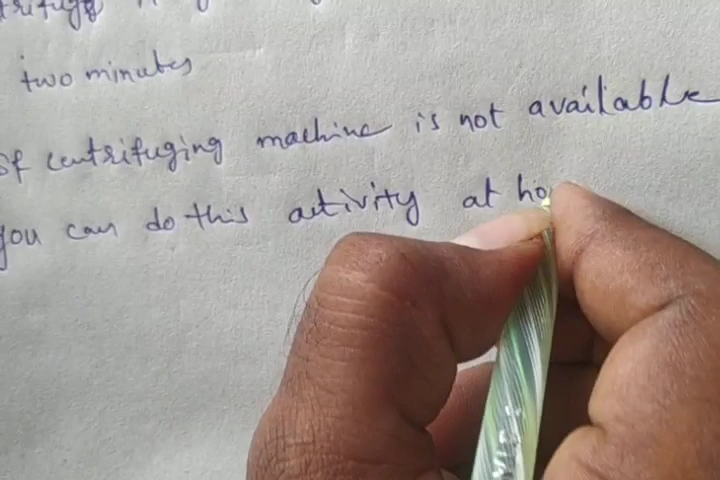 two minutes
If centrifuging machine is not available
you can do this activity at ho